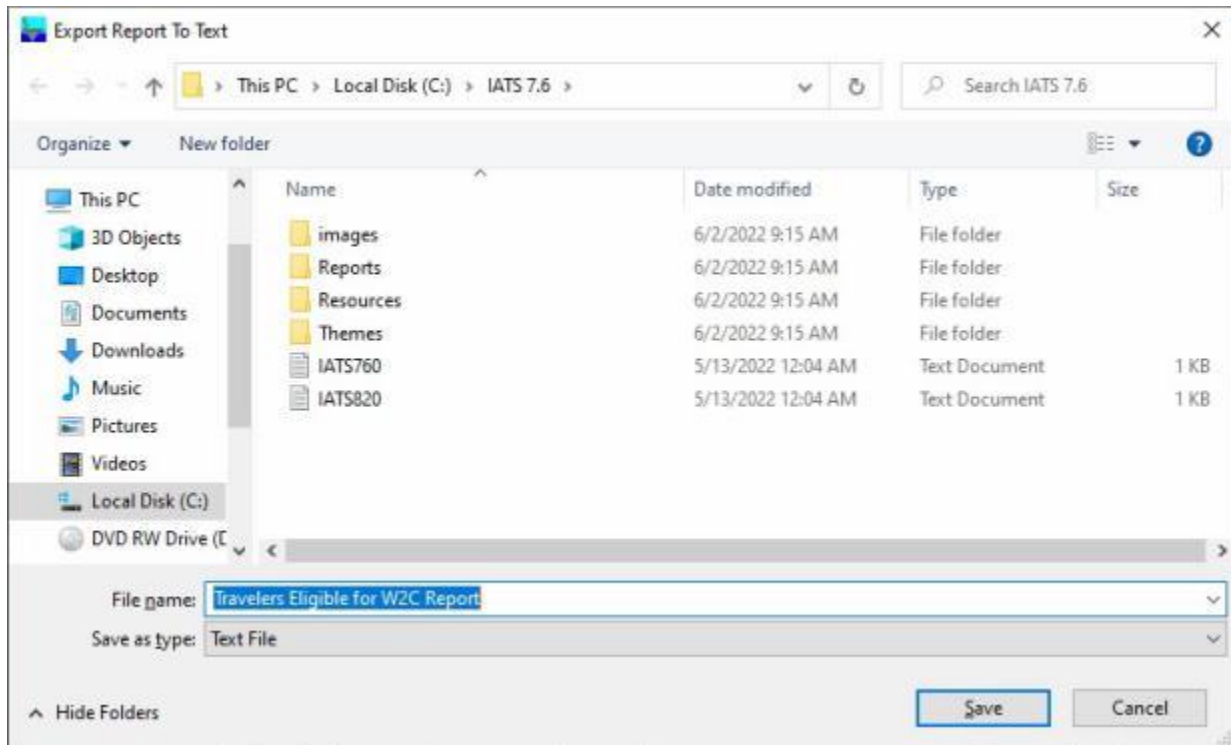 Export Report To Text
This PC > Local Disk (C:) > IATS 7.6 >
Search IATS 7.6
Organize
New folder
Name Date modified Type Size
This PC
3D Objects
Desktop
Documents
Downloads
Music
Pictures
Videos
Local Disk (C:)
DVD RW Drive (D
images 6/2/2022 9:15 AM File folder
Reports 6/2/2022 9:15 AM File folder
Resources 6/2/2022 9:15 AM File folder
Themes 6/2/2022 9:15 AM File folder
IATS760 5/13/2022 12:04 AM Text Document 1 KB
IATS820 5/13/2022 12:04 AM Text Document 1 KB
File name: Travelers Eligible for W2C Report
Save as type: Text File
Hide Folders
Save
Cancel